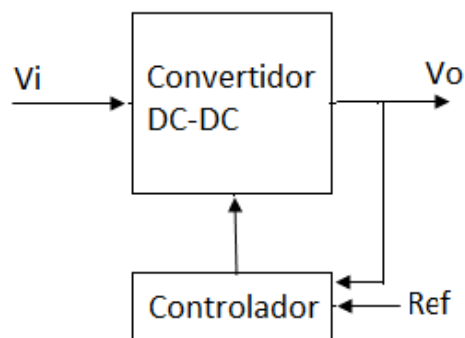 Vi
Convertidor
DC-DC
Vo
Controlador
Ref